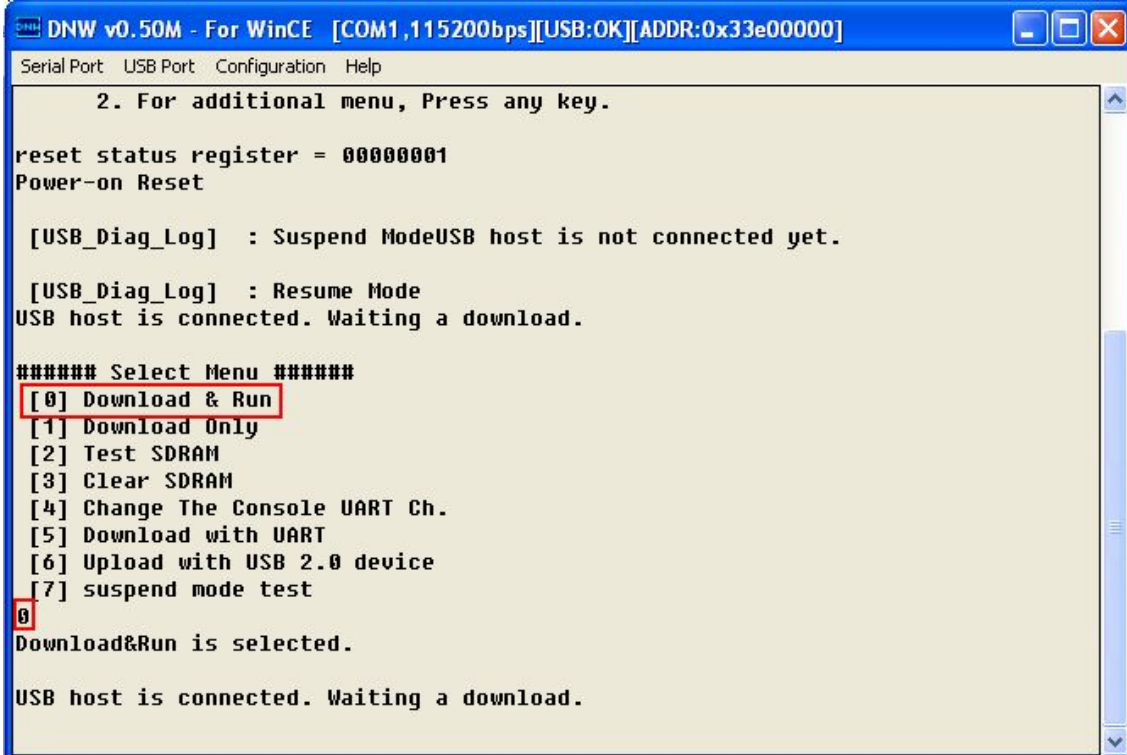 DNW v0.50M - For WinCE [COM1,115200bps][USB:OK][ADDR:0x33e00000]
Serial Port USB Port Configuration Help
2. For additional menu, Press any key.
reset status register = 00000001
Power-on Reset
[USB_Diag_Log] : Suspend ModeUSB host is not connected yet.
[USB_Diag_Log] : Resume Mode
USB host is connected. Waiting a download.
###### Select Menu ######
[0] Download & Run
[1] Download Only
[2] Test SDRAM
[3] Clear SDRAM
[4] Change The Console UART Ch.
[5] Download with UART
[6] Upload with USB 2.0 device
[7] suspend mode test
0
Download&Run is selected.
USB host is connected. Waiting a download.